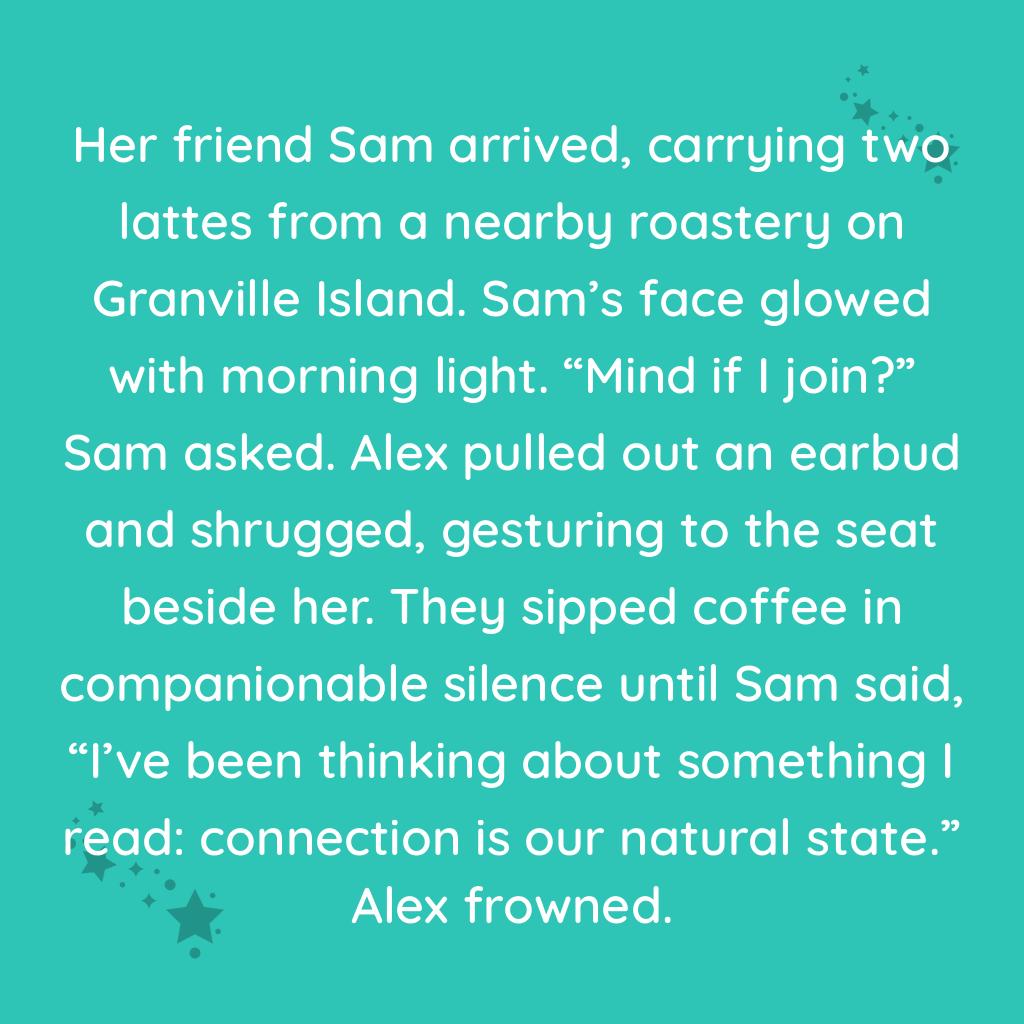 Her friend Sam arrived, carrying two
lattes from a nearby roastery on
Granville Island. Sam’s face glowed
with morning light. “Mind if I join?”
Sam asked. Alex pulled out an earbud
and shrugged, gesturing to the seat
beside her. They sipped coffee in
companionable silence until Sam said,
“I’ve been thinking about something I
read: connection is our natural state.”
Alex frowned.